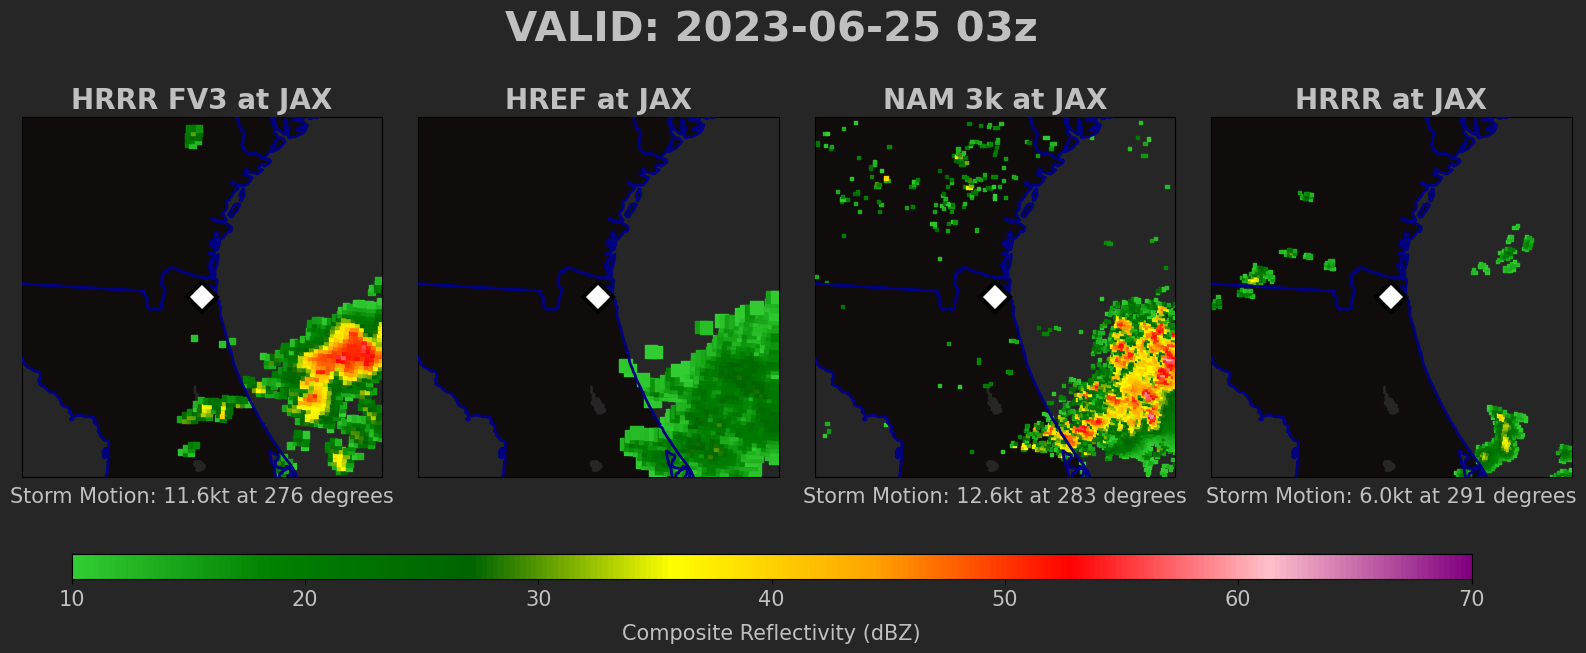 VALID: 2023-06-25 03z
HRRR FV3 at JAX
HREF at JAX
NAM 3k at JAX
HRRR at JAX
Storm Motion: 11.6kt at 276 degrees
Storm Motion: 12.6kt at 283 degrees
Storm Motion: 6.0kt at 291 degrees
10 20 30 40 50 60 70
Composite Reflectivity (dBZ)